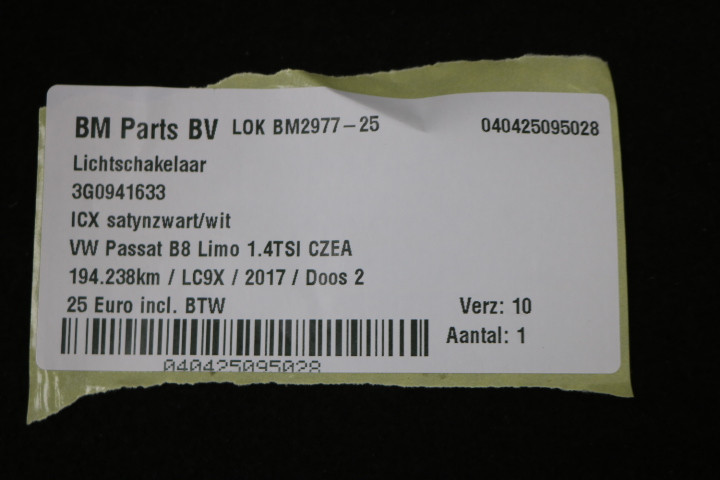 BM Parts BV LOK BM2977-25 040425095028
Lichtschakelaar
3G0941633
ICX satynzwart/wit
VW Passat B8 Limo 1.4TSI CZEA
194.238km / LC9X / 2017 / Doos 2
25 Euro incl. BTW Verz: 10
Aantal: 1
040425095028